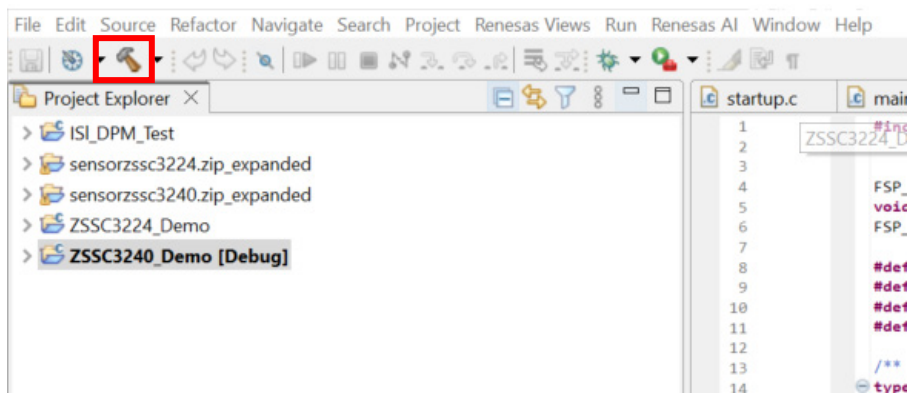 File Edit Source Refactor Navigate Search Project Renesas Views Run Renesas AI Window Help
Project Explorer
startup.c
mai
ISI_DPM_Test
sensorzssc3224.zip_expanded
sensorzssc3240.zip_expanded
ZSSC3224_Demo
ZSSC3240_Demo [Debug]
1 #inc
ZSSC3224_D
2
3
4 FSP_
5 voic
6 FSP_
7
8 #def
9 #def
10 #def
11 #def
12
13 /**
14 type